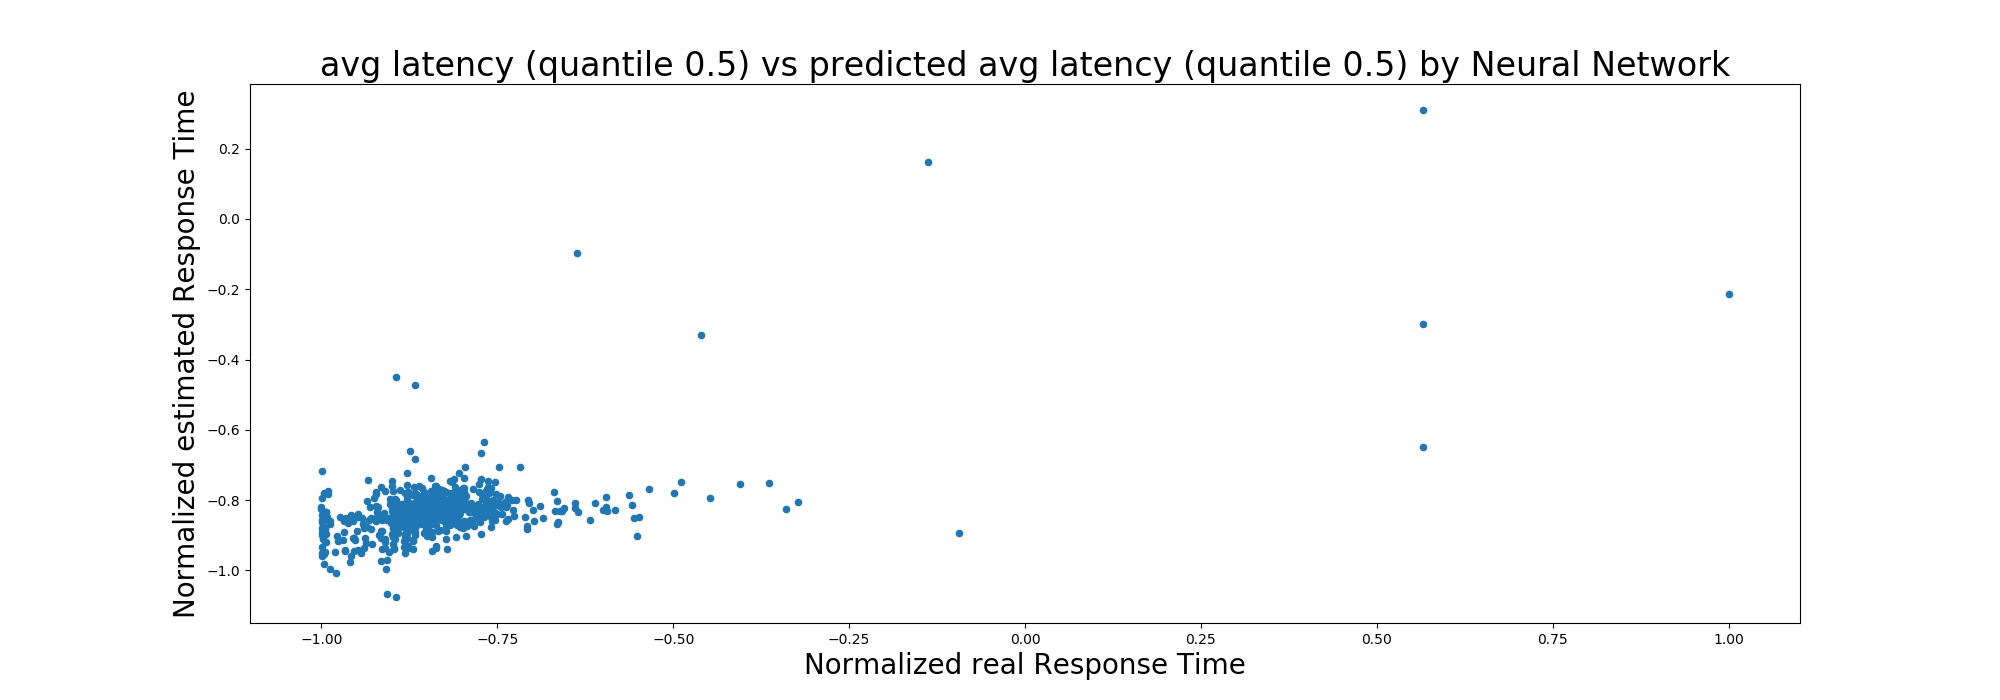 avg latency (quantile 0.5) vs predicted avg latency (quantile 0.5) by Neural Network
Normalized estimated Response Time
0.2
0.0
−0.2
−0.4
−0.6
−0.8
−1.0
−1.00 −0.75 −0.50 −0.25 0.00 0.25 0.50 0.75 1.00
Normalized real Response Time